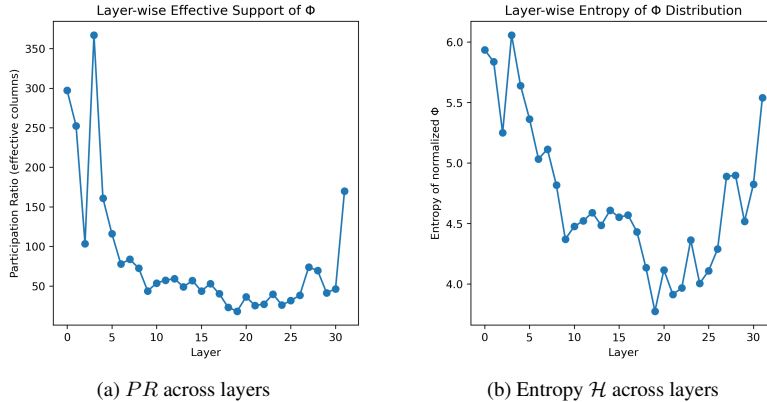 Layer-wise Effective Support of Φ
Participation Ratio (effective columns)
350
300
250
200
150
100
50
0 5 10 15 20 25 30
Layer
(a) PR across layers
Layer-wise Entropy of Φ Distribution
Entropy of normalized Φ
6.0
5.5
5.0
4.5
4.0
0 5 10 15 20 25 30
Layer
(b) Entropy ℋ across layers